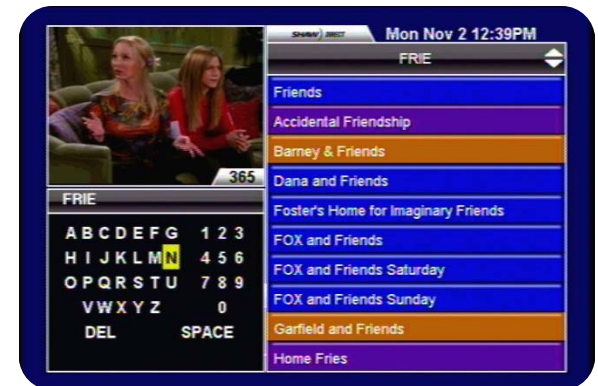 SHAW) DIRECT
Mon Nov 2 12:39PM
FRIE
Friends
Accidental Friendship
Barney & Friends
Dana and Friends
Foster's Home for Imaginary Friends
FOX and Friends
FOX and Friends Saturday
FOX and Friends Sunday
Garfield and Friends
Home Fries
365
FRIE
A B C D E F G 1 2 3
H I J K L M N 4 5 6
O P Q R S T U 7 8 9
V W X Y Z 0
DEL SPACE